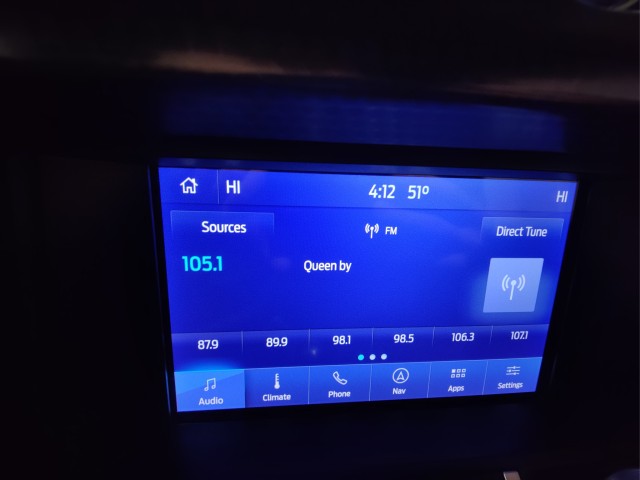 HI 4:12 51° HI
Sources FM Direct Tune
105.1 Queen by
87.9 89.9 98.1 98.5 106.3 107.1
Audio Climate Phone Nav Apps Settings